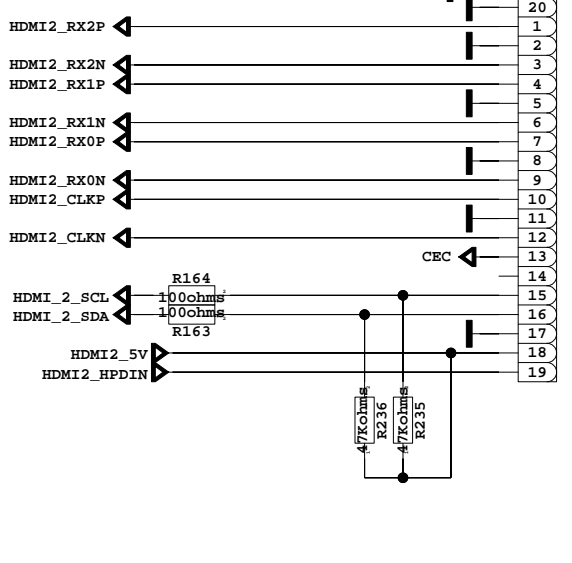 20
HDMI2_RX2P 1
2
HDMI2_RX2N 3
HDMI2_RX1P 4
5
HDMI2_RX1N 6
HDMI2_RX0P 7
8
HDMI2_RX0N 9
HDMI2_CLKP 10
11
HDMI2_CLKN 12
CEC 13
14
R164
HDMI_2_SCL 100ohms 15
HDMI_2_SDA 100ohms 16
R163
17
HDMI2_5V 18
HDMI2_HPDIN 19
47Kohms
R236
47Kohms
R235